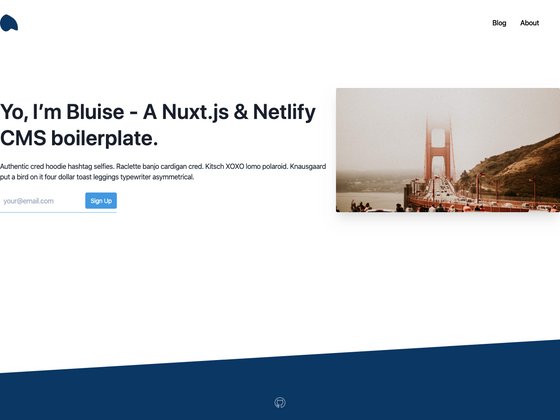 Blog About
Yo, I'm Bluise - A Nuxt.js & Netlify
CMS boilerplate.
Authentic cred hoodie hashtag selfies. Raclette banjo cardigan cred. Kitsch XOXO lomo polaroid. Knausgaard
put a bird on it four dollar toast leggings typewriter asymmetrical.
your@email.com Sign Up